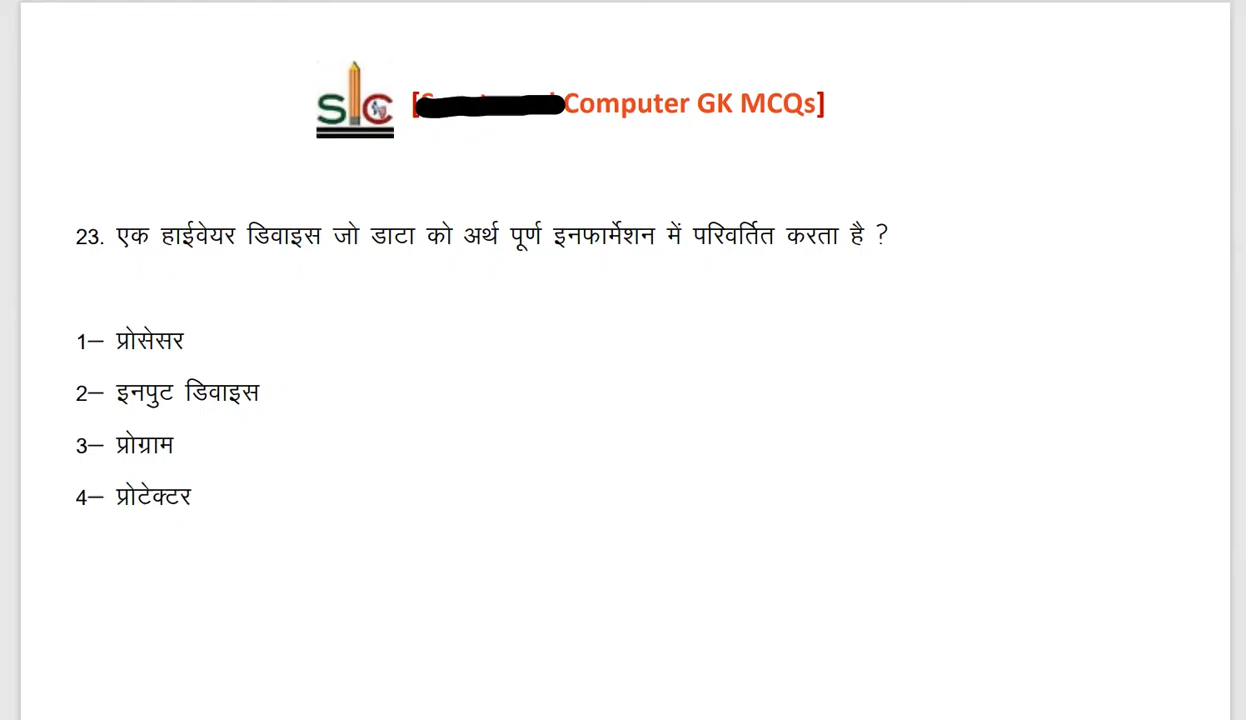 SIC [Computer GK MCQs]
23. एक हाईवेयर डिवाइस जो डाटा को अर्थ पूर्ण इनफार्मेशन में परिवर्तित करता है ?
1– प्रोसेसर
2– इनपुट डिवाइस
3– प्रोग्राम
4– प्रोटेक्टर